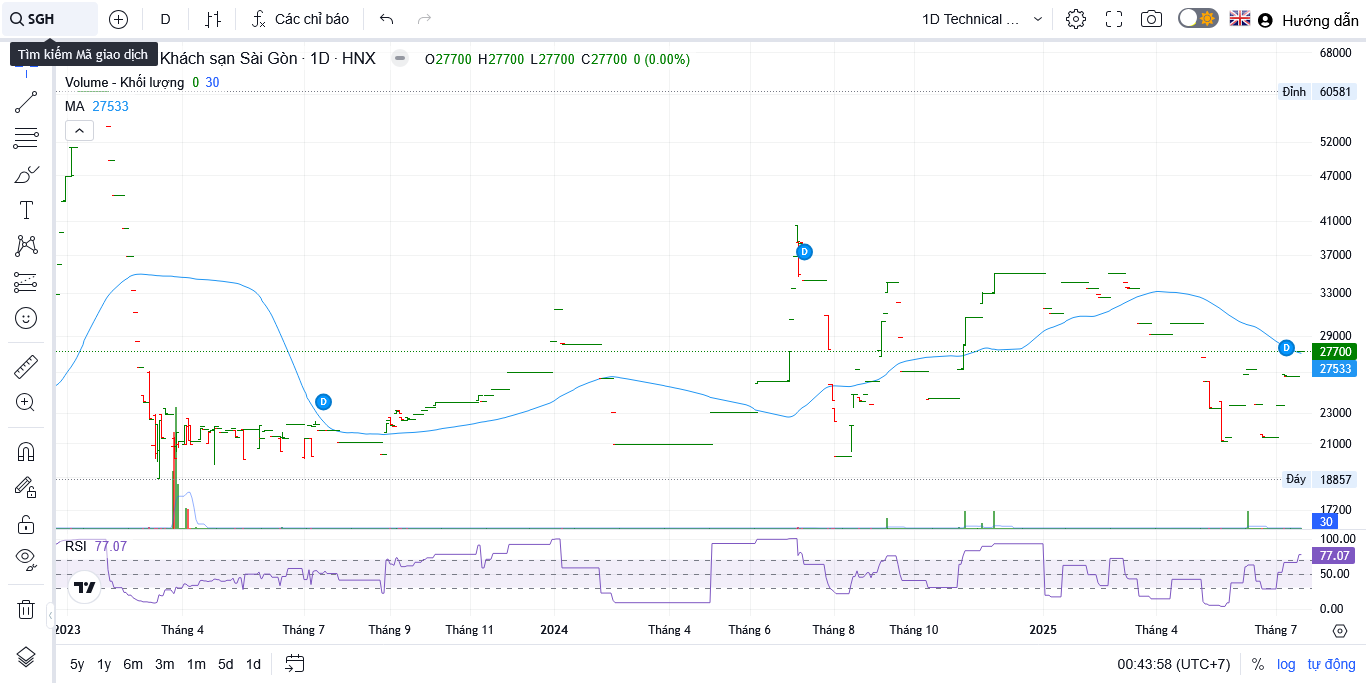 SGH D Các chỉ báo 1D Technical ... Hướng dẫn
Tìm kiếm Mã giao dịch
Khách sạn Sài Gòn · 1D · HNX O27700 H27700 L27700 C27700 0 (0.00%)
Volume - Khối lượng 0 30
MA 27533
68000
Đỉnh 60581
52000
47000
41000
37000
33000
29000
27700
27533
23000
21000
Đáy 18857
17200
30
D
D
D
RSI 77.07
100.00
77.07
50.00
0.00
2023 Tháng 4 Tháng 7 Tháng 9 Tháng 11 2024 Tháng 4 Tháng 6 Tháng 8 Tháng 10 2025 Tháng 4 Tháng 7
5y 1y 6m 3m 1m 5d 1d 00:43:58 (UTC+7) % log tự động